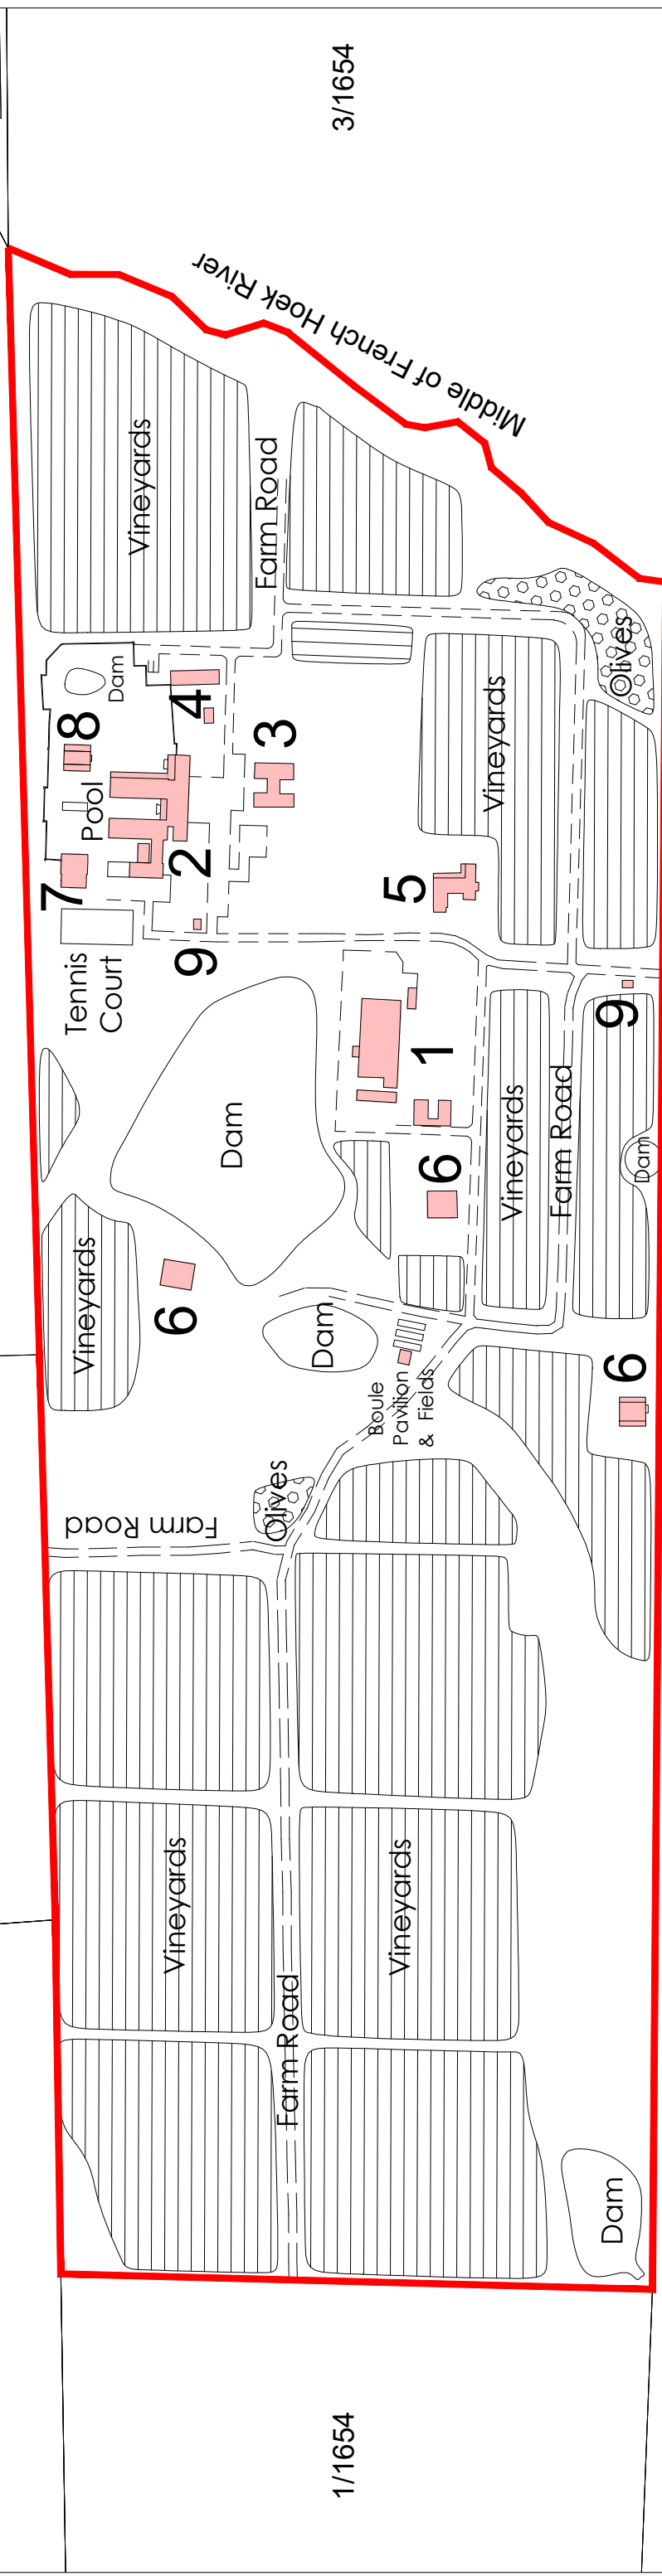 3/1654
Middle of French Hoek River
Vineyards
Farm Road
Olives
Dam
4
8
3
Vineyards
Pool
2
7
5
9
Tennis
Court
9
1
Dam
Vineyards
Farm Road
Dam
6
Vineyards
6
Dam
6
Boule
Pavilion
& Fields
Olives
Farm Road
Vineyards
Vineyards
Farm Road
Dam
1/1654